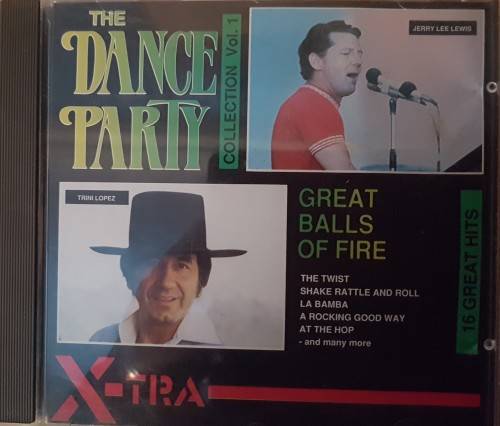 THE
DANCE
PARTY
COLLECTION Vol. 1
JERRY LEE LEWIS
TRINI LOPEZ
GREAT
BALLS
OF FIRE
THE TWIST
SHAKE RATTLE AND ROLL
LA BAMBA
A ROCKING GOOD WAY
AT THE HOP
- and many more
16 GREAT HITS
X-TRA